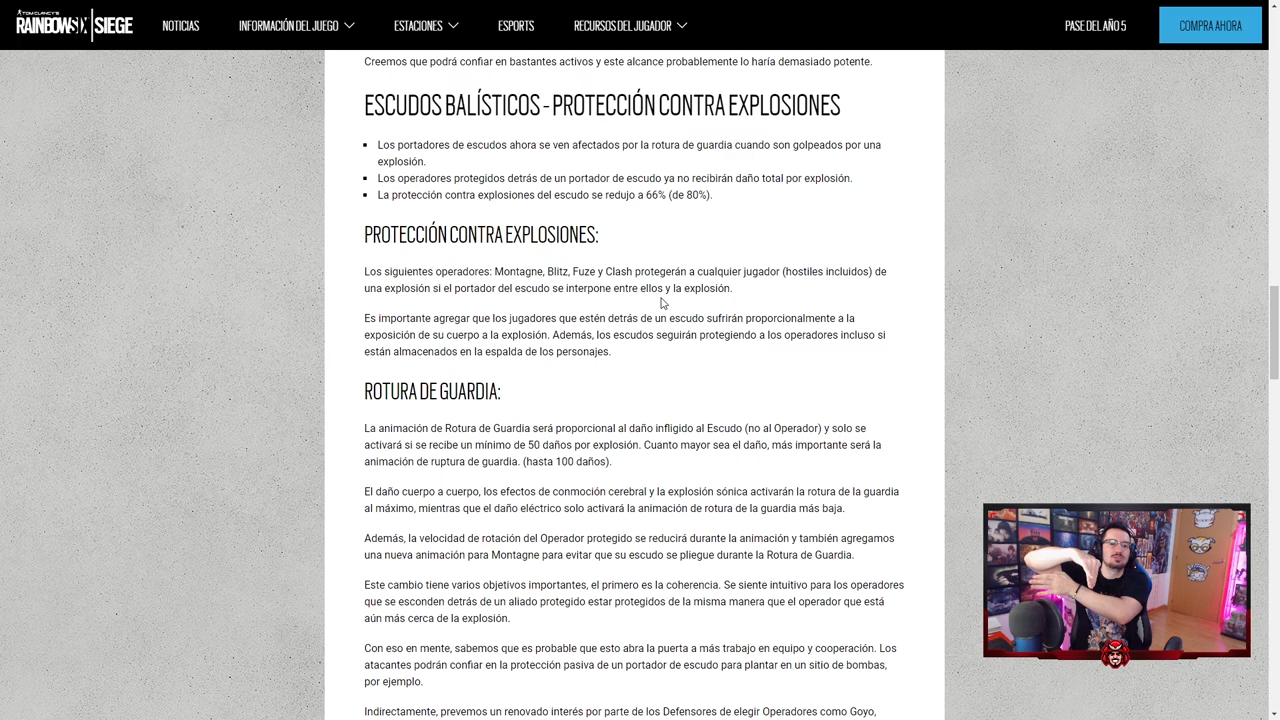 TOM CLANCY'S
RAINBOWSIX SIEGE
NOTICIAS
INFORMACIÓN DEL JUEGO
ESTACIONES
ESPORTS
RECURSOS DEL JUGADOR
PASE DEL AÑO 5
COMPRA AHORA
Creemos que podrá confiar en bastantes activos y este alcance probablemente lo haría demasiado potente.
ESCUDOS BALÍSTICOS - PROTECCIÓN CONTRA EXPLOSIONES
▪ Los portadores de escudos ahora se ven afectados por la rotura de guardia cuando son golpeados por una
explosión.
▪ Los operadores protegidos detrás de un portador de escudo ya no recibirán daño total por explosión.
▪ La protección contra explosiones del escudo se redujo a 66% (de 80%).
PROTECCIÓN CONTRA EXPLOSIONES:
Los siguientes operadores: Montagne, Blitz, Fuze y Clash protegerán a cualquier jugador (hostiles incluidos) de
una explosión si el portador del escudo se interpone entre ellos y la explosión.
Es importante agregar que los jugadores que estén detrás de un escudo sufrirán proporcionalmente a la
exposición de su cuerpo a la explosión. Además, los escudos seguirán protegiendo a los operadores incluso si
están almacenados en la espalda de los personajes.
ROTURA DE GUARDIA:
La animación de Rotura de Guardia será proporcional al daño infligido al Escudo (no al Operador) y solo se
activará si se recibe un mínimo de 50 daños por explosión. Cuanto mayor sea el daño, más importante será la
animación de ruptura de guardia. (hasta 100 daños).
El daño cuerpo a cuerpo, los efectos de conmoción cerebral y la explosión sónica activarán la rotura de la guardia
al máximo, mientras que el daño eléctrico solo activará la animación de rotura de la guardia más baja.
Además, la velocidad de rotación del Operador protegido se reducirá durante la animación y también agregamos
una nueva animación para Montagne para evitar que su escudo se pliegue durante la Rotura de Guardia.
Este cambio tiene varios objetivos importantes, el primero es la coherencia. Se siente intuitivo para los operadores
que se esconden detrás de un aliado protegido estar protegidos de la misma manera que el operador que está
aún más cerca de la explosión.
Con eso en mente, sabemos que es probable que esto abra la puerta a más trabajo en equipo y cooperación. Los
atacantes podrán confiar en la protección pasiva de un portador de escudo para plantar en un sitio de bombas,
por ejemplo.
Indirectamente, prevemos un renovado interés por parte de los Defensores de elegir Operadores como Goyo,